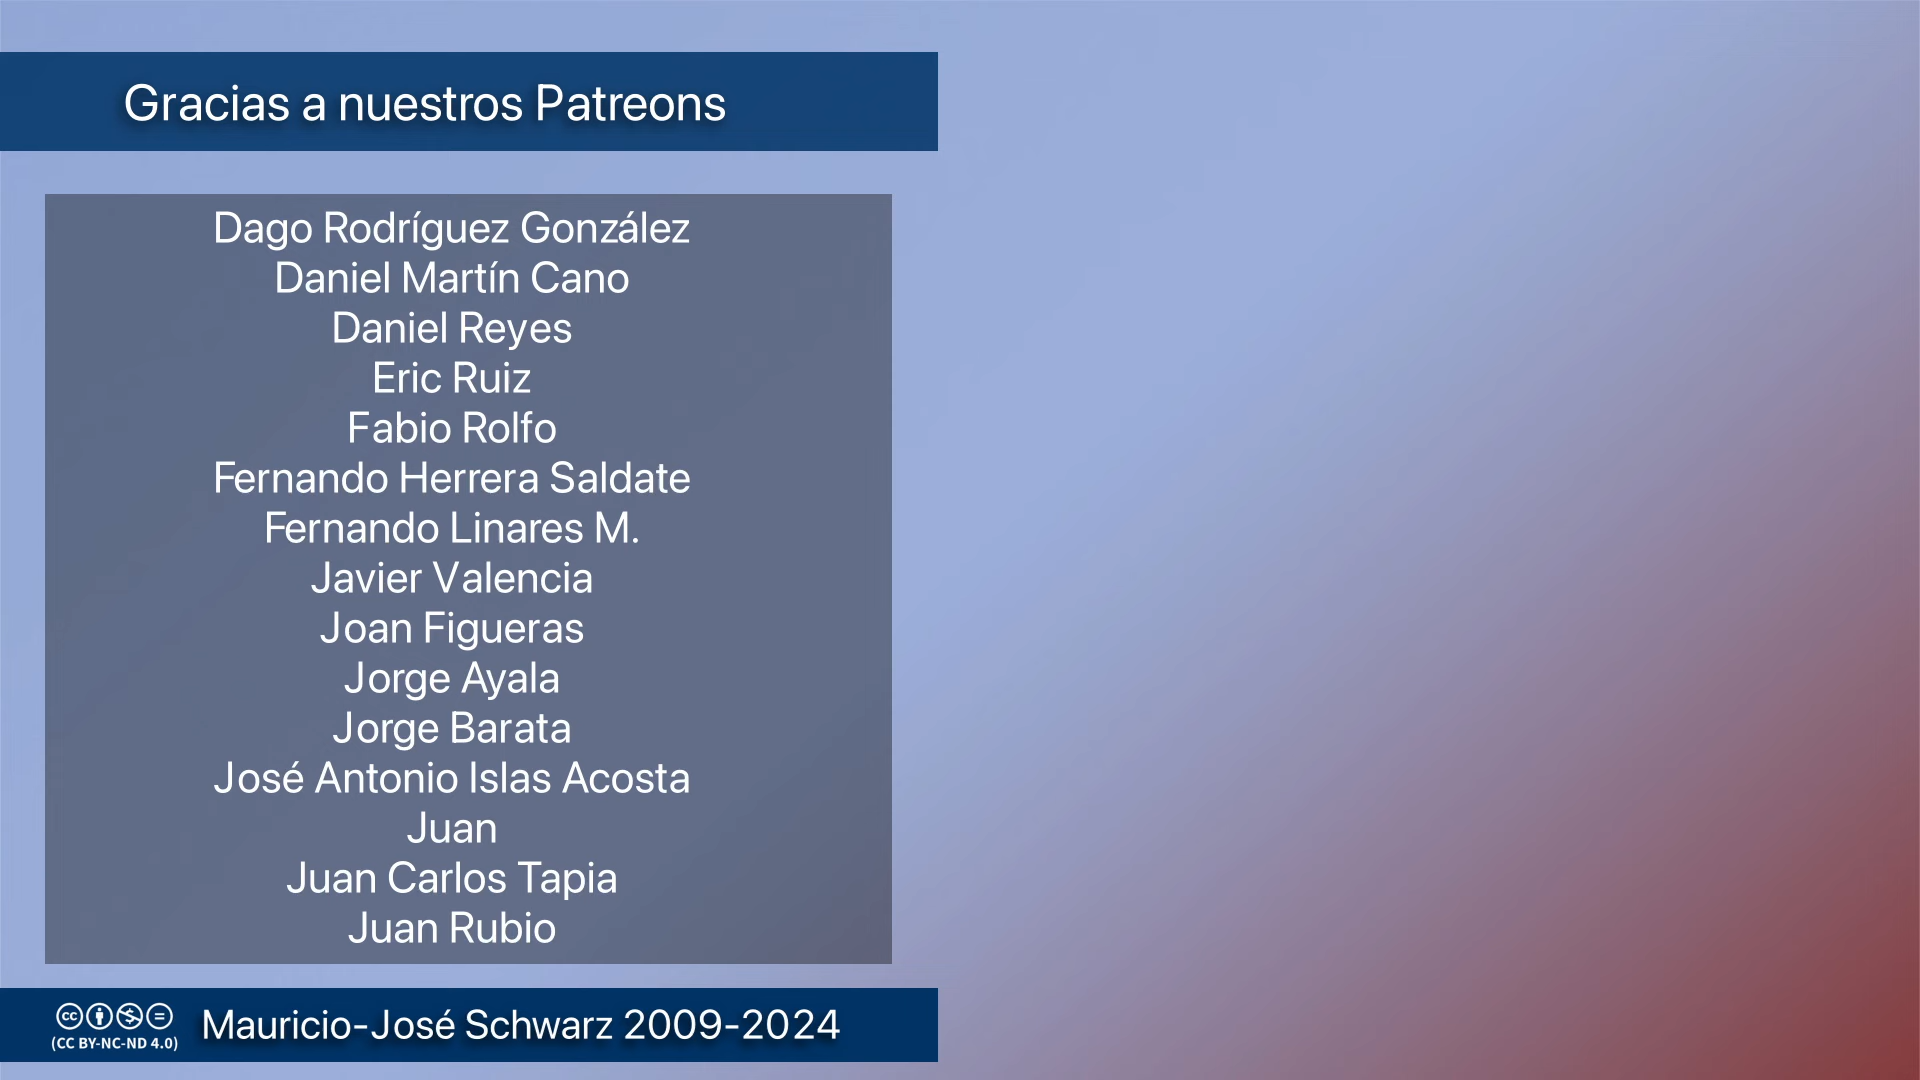 Gracias a nuestros Patreons
Dago Rodríguez González
Daniel Martín Cano
Daniel Reyes
Eric Ruiz
Fabio Rolfo
Fernando Herrera Saldate
Fernando Linares M.
Javier Valencia
Joan Figueras
Jorge Ayala
Jorge Barata
José Antonio Islas Acosta
Juan
Juan Carlos Tapia
Juan Rubio
(CC BY-NC-ND 4.0) Mauricio-José Schwarz 2009-2024